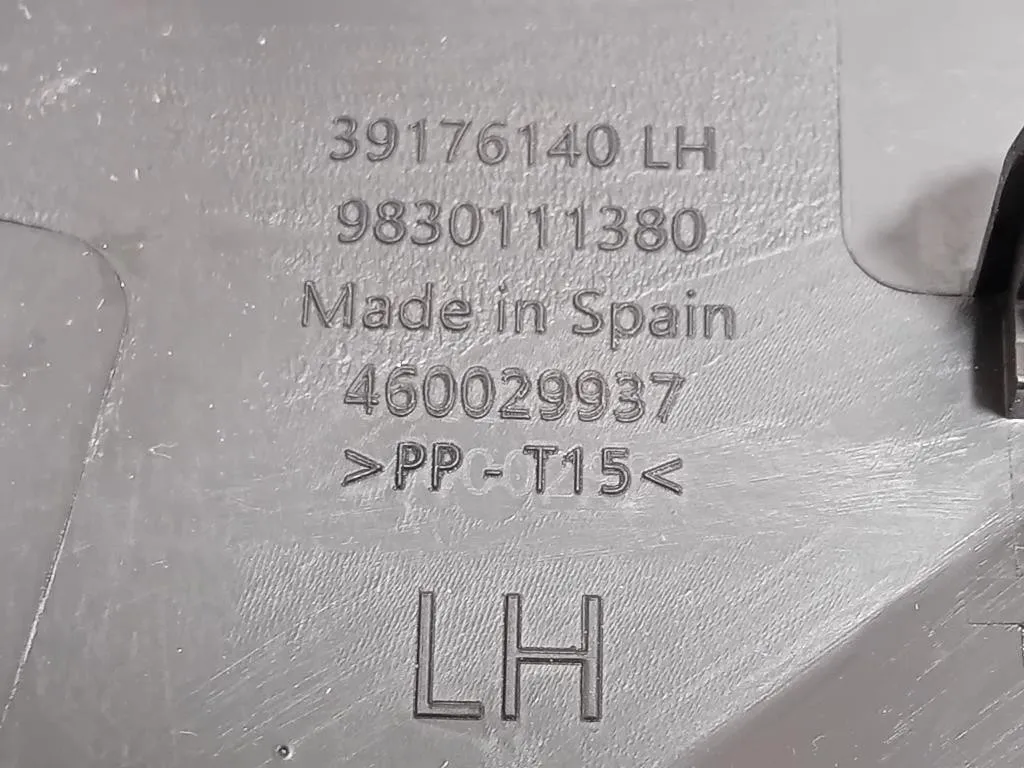 39176140 LH
9830111380
Made in Spain
460029937
>PP-T15<
LH